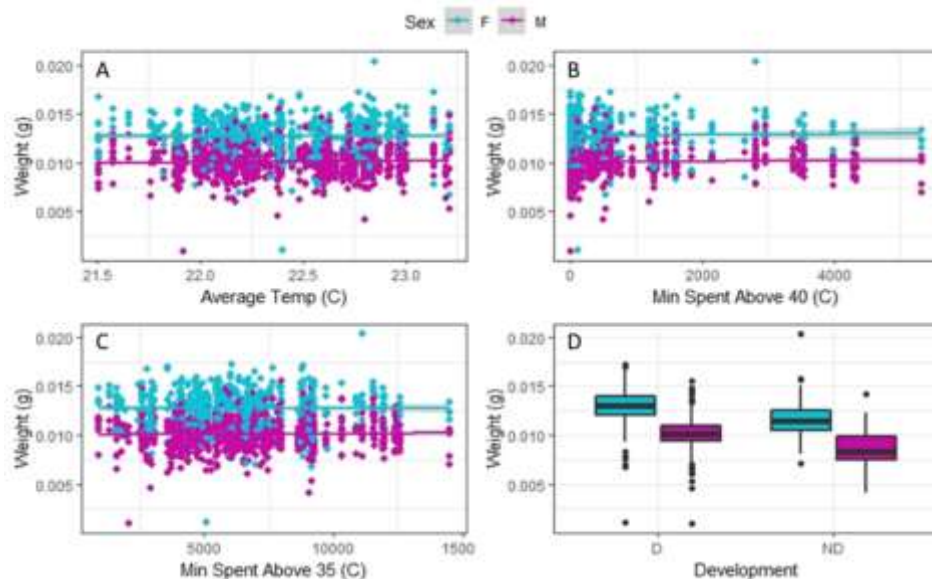 Sex F M
A
Weight (g)
0.020
0.015
0.010
0.005
21.5 22.0 22.5 23.0
Average Temp (C)
B
Weight (g)
0.020
0.015
0.010
0.005
0 2000 4000
Min Spent Above 40 (C)
C
Weight (g)
0.020
0.015
0.010
0.005
5000 10000 1500
Min Spent Above 35 (C)
D
Weight (g)
0.020
0.015
0.010
0.005
D ND
Development